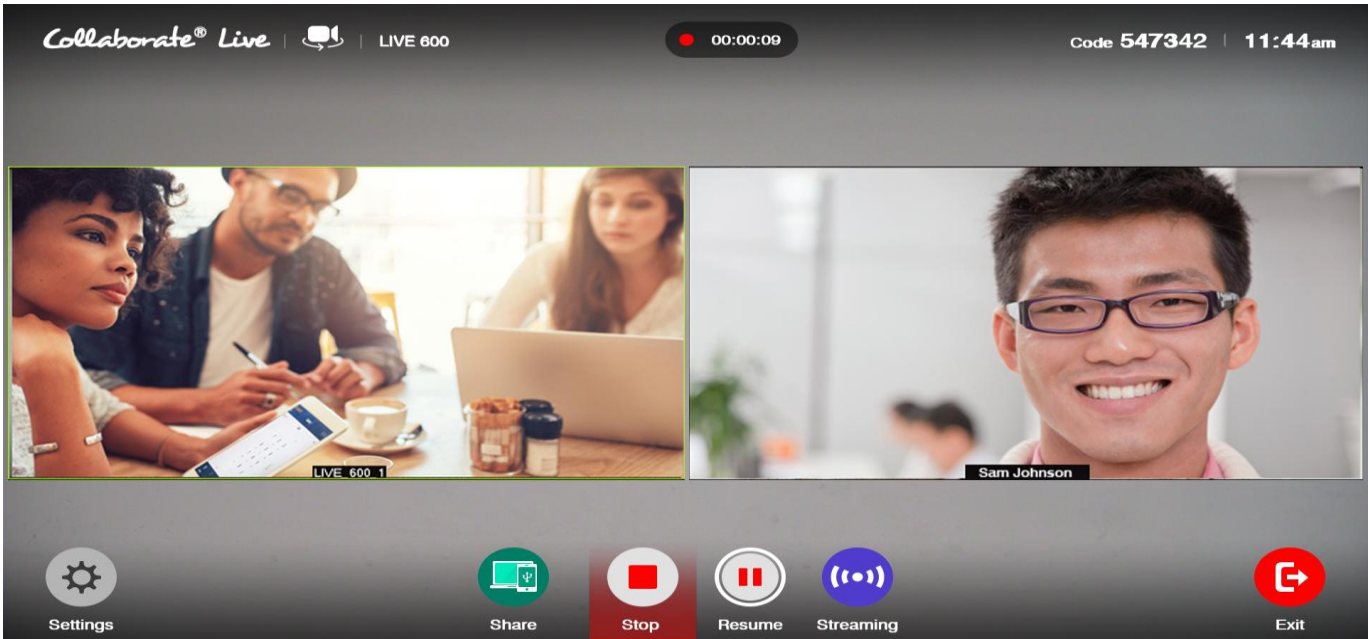 Collaborate® Live | LIVE 600
00:00:09
Code 547342 | 11:44am
LIVE_600_1
Sam Johnson
Settings
Share
Stop
Resume
Streaming
Exit